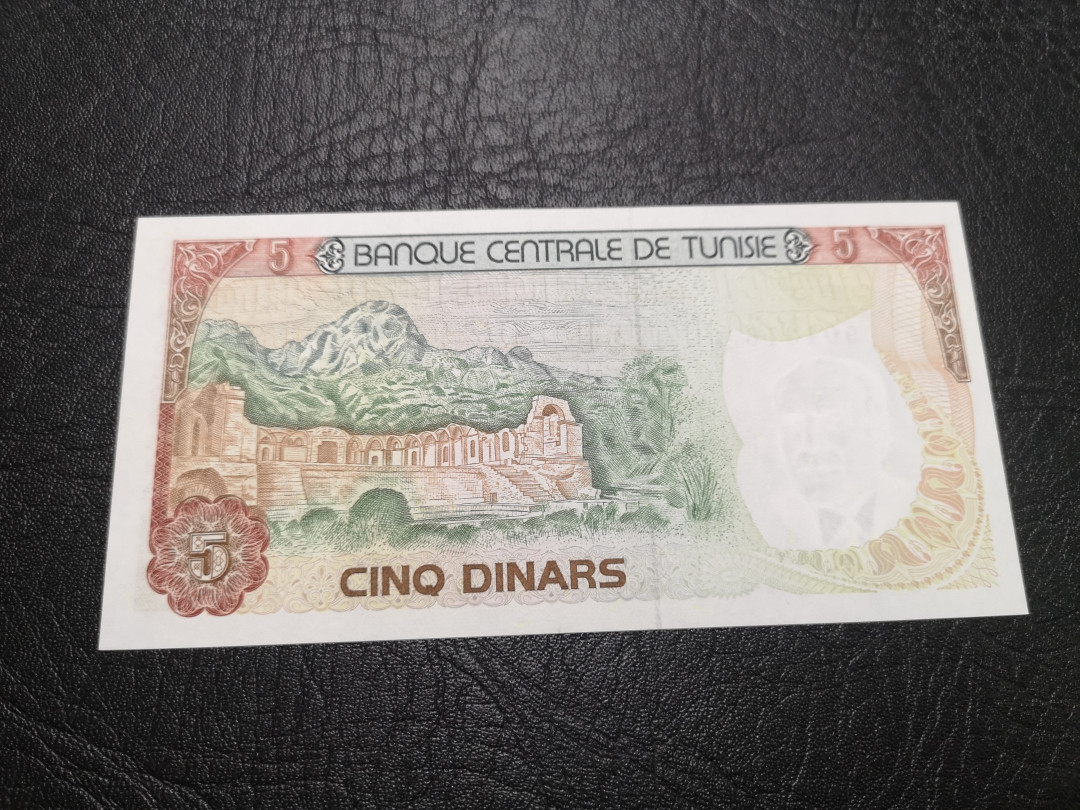 5 BANQUE CENTRALE DE TUNISIE 5
5
CINQ DINARS